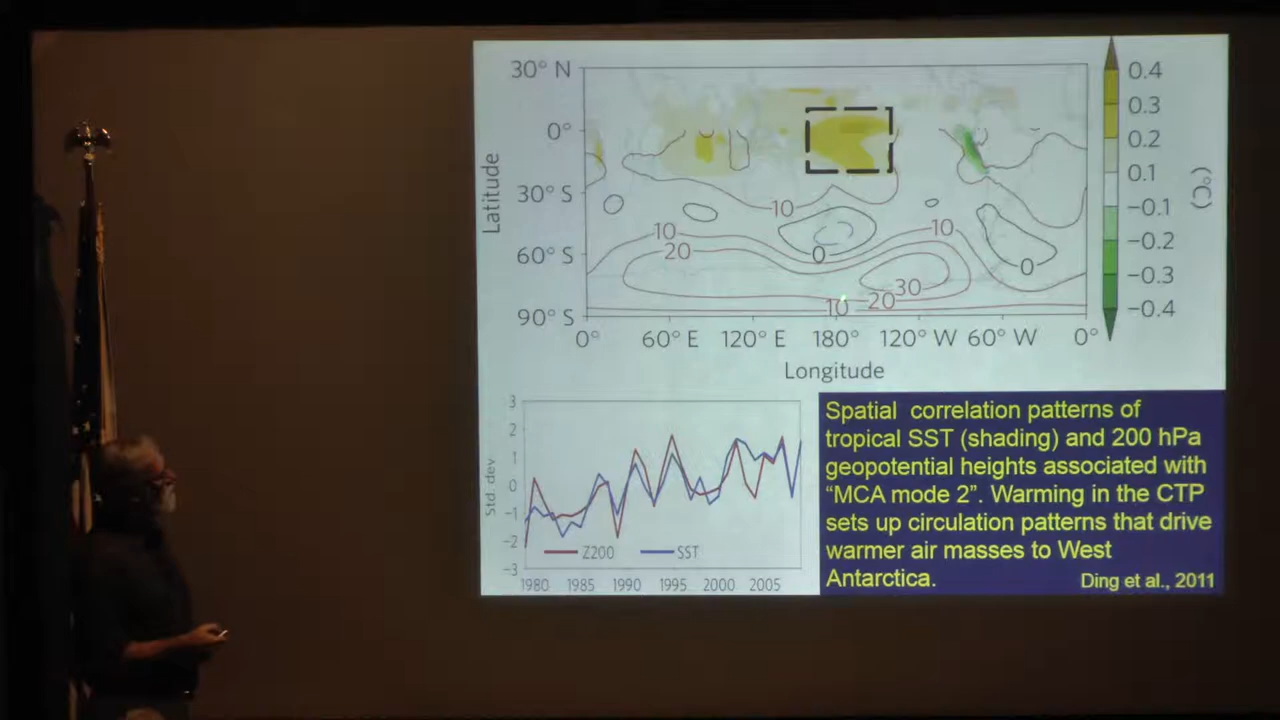 30° N
0°
30° S
60° S
90° S
Latitude
10
10
20
0
10
30
20
10
0
0° 60° E 120° E 180° 120° W 60° W 0°
Longitude
0.4
0.3
0.2
0.1
−0.1
−0.2
−0.3
−0.4
(°C)
3
2
1
0
−1
−2
−3
Std dev
Z200 SST
1980 1985 1990 1995 2000 2005
Spatial correlation patterns of
tropical SST (shading) and 200 hPa
geopotential heights associated with
“MCA mode 2”. Warming in the CTP
sets up circulation patterns that drive
warmer air masses to West
Antarctica. Ding et al., 2011